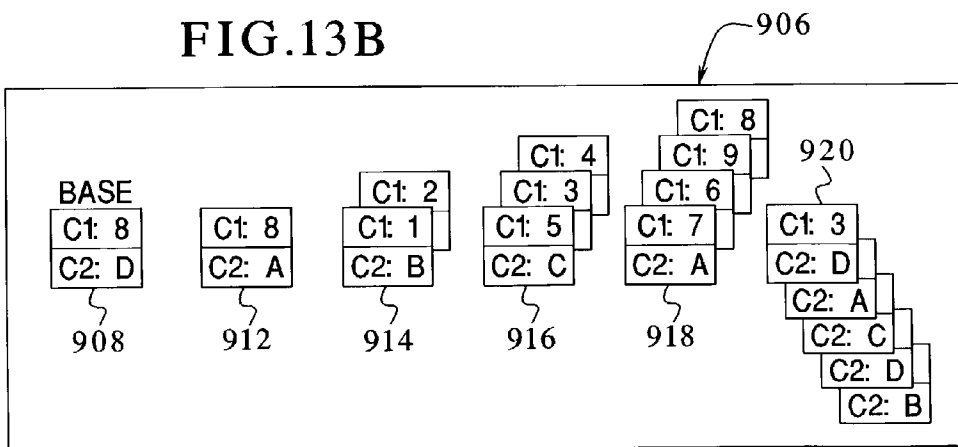 FIG.13B
906
C1: 8
C1: 4
C1: 9
920
C1: 2
C1: 3
C1: 6
BASE
C1: 8
C1: 8
C1: 1
C1: 5
C1: 7
C1: 3
C2: D
C2: A
C2: B
C2: C
C2: A
C2: D
C2: A
908
912
914
916
918
C2: C
C2: D
C2: B